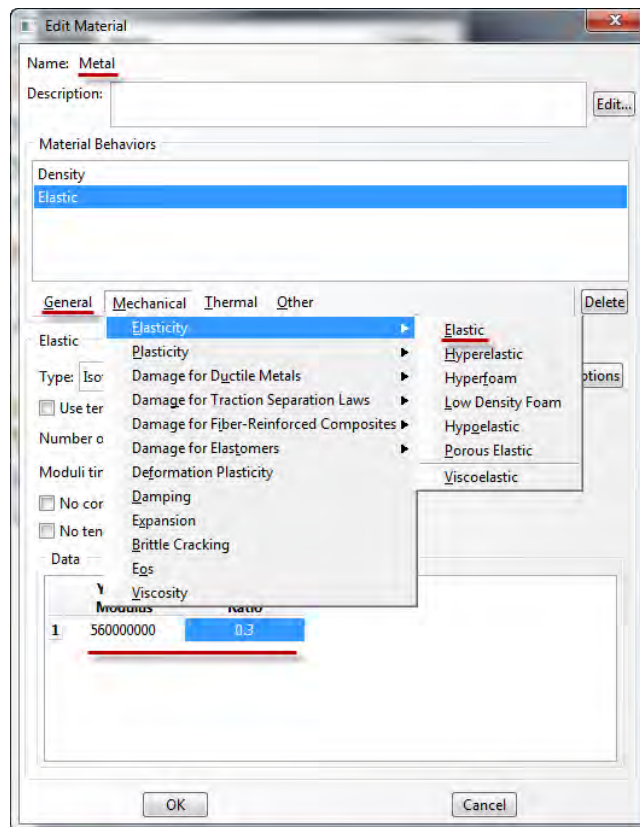 Edit Material
Name: Metal
Description:
Edit...
Material Behaviors
Density
Elastic
General Mechanical Thermal Other Delete
Elasticity
Plasticity
Damage for Ductile Metals
Damage for Traction Separation Laws
Damage for Fiber-Reinforced Composites
Damage for Elastomers
Deformation Plasticity
Damping
Expansion
Brittle Cracking
Eos
Viscosity
Elastic
Hyperelastic
Hyperfoam
Low Density Foam
Hypoelastic
Porous Elastic
Viscoelastic
Elastic
Type: Iso
Use ter
Number o
Moduli tir
No cor
No ten
Data
Modulus Ratio
1 560000000 0.3
OK Cancel